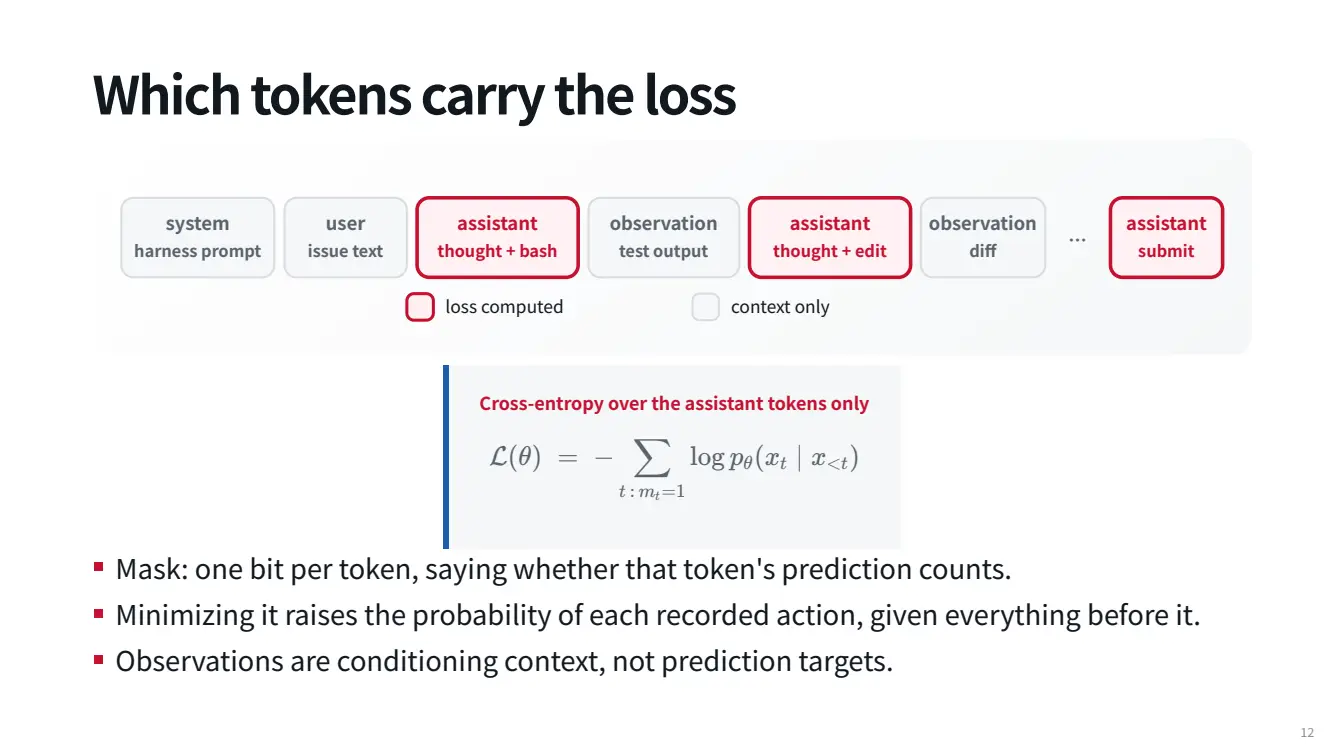 Which tokens carry the loss
system
harness prompt
user
issue text
assistant
thought + bash
observation
test output
assistant
thought + edit
observation
diff
...
assistant
submit
loss computed
context only
Cross-entropy over the assistant tokens only
ℒ(θ) = − ∑ log p_θ(x_t | x_{<t})
t : m_t=1
Mask: one bit per token, saying whether that token's prediction counts.
Minimizing it raises the probability of each recorded action, given everything before it.
Observations are conditioning context, not prediction targets.
12